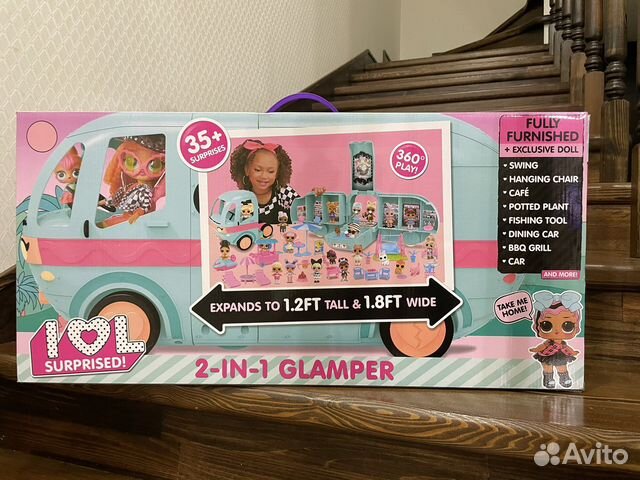 35+
SURPRISES
360°
PLAY!
FULLY
FURNISHED
+ EXCLUSIVE DOLL
• SWING
• HANGING CHAIR
• CAFÉ
• POTTED PLANT
• FISHING TOOL
• DINING CAR
• BBQ GRILL
• CAR
AND MORE!
EXPANDS TO 1.2FT TALL & 1.8FT WIDE
TAKE ME
HOME!
LOL
SURPRISED!
2-IN-1 GLAMPER
Avito